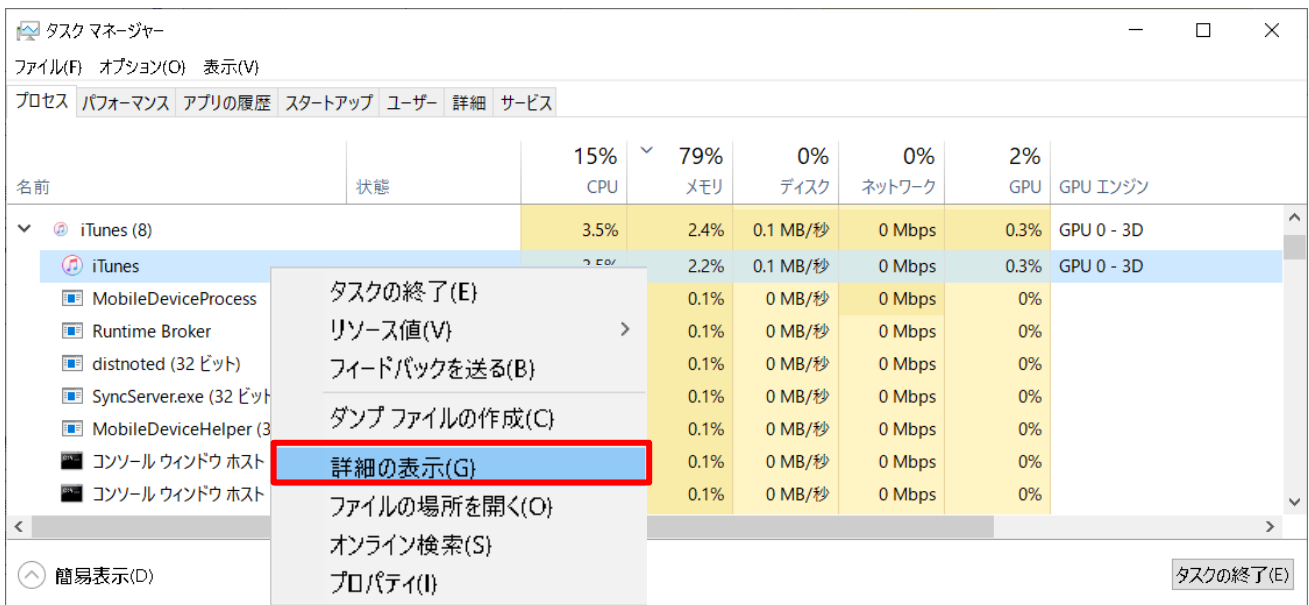 タスク マネージャー
ファイル(F) オプション(O) 表示(V)
プロセス パフォーマンス アプリの履歴 スタートアップ ユーザー 詳細 サービス
15% 79% 0% 0% 2%
名前 状態 CPU メモリ ディスク ネットワーク GPU GPU エンジン
iTunes (8) 3.5% 2.4% 0.1 MB/秒 0 Mbps 0.3% GPU 0 - 3D
iTunes 2.2% 0.1 MB/秒 0 Mbps 0.3% GPU 0 - 3D
MobileDeviceProcess 0.1% 0 MB/秒 0 Mbps 0%
Runtime Broker 0.1% 0 MB/秒 0 Mbps 0%
distnoted (32 ビット) 0.1% 0 MB/秒 0 Mbps 0%
SyncServer.exe (32 ビット 0.1% 0 MB/秒 0 Mbps 0%
MobileDeviceHelper (3 0.1% 0 MB/秒 0 Mbps 0%
コンソール ウィンドウ ホスト 0.1% 0 MB/秒 0 Mbps 0%
コンソール ウィンドウ ホスト 0.1% 0 MB/秒 0 Mbps 0%
タスクの終了(E)
リソース値(V)
フィードバックを送る(B)
ダンプ ファイルの作成(C)
詳細の表示(G)
ファイルの場所を開く(O)
オンライン検索(S)
プロパティ(I)
簡易表示(D) タスクの終了(E)